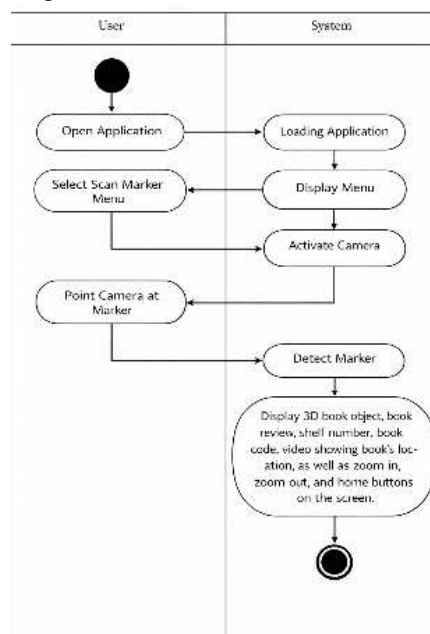 User
System
Open Application
Loading Application
Select Scan Marker
Menu
Display Menu
Activate Camera
Point Camera at
Marker
Detect Marker
Display 3D book object, book
review, shelf number, book
code, video showing book's loc-
ation, as well as zoom in,
zoom out, and home buttons
on the screen.